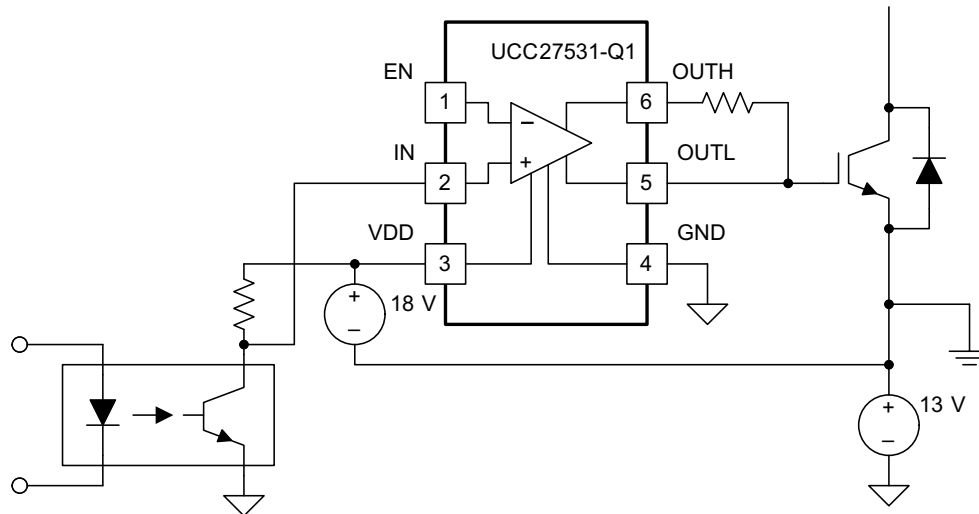 UCC27531-Q1
EN
OUTH
1
6
–
+
IN
OUTL
2
5
VDD
GND
3
4
+
–
18 V
+
–
13 V